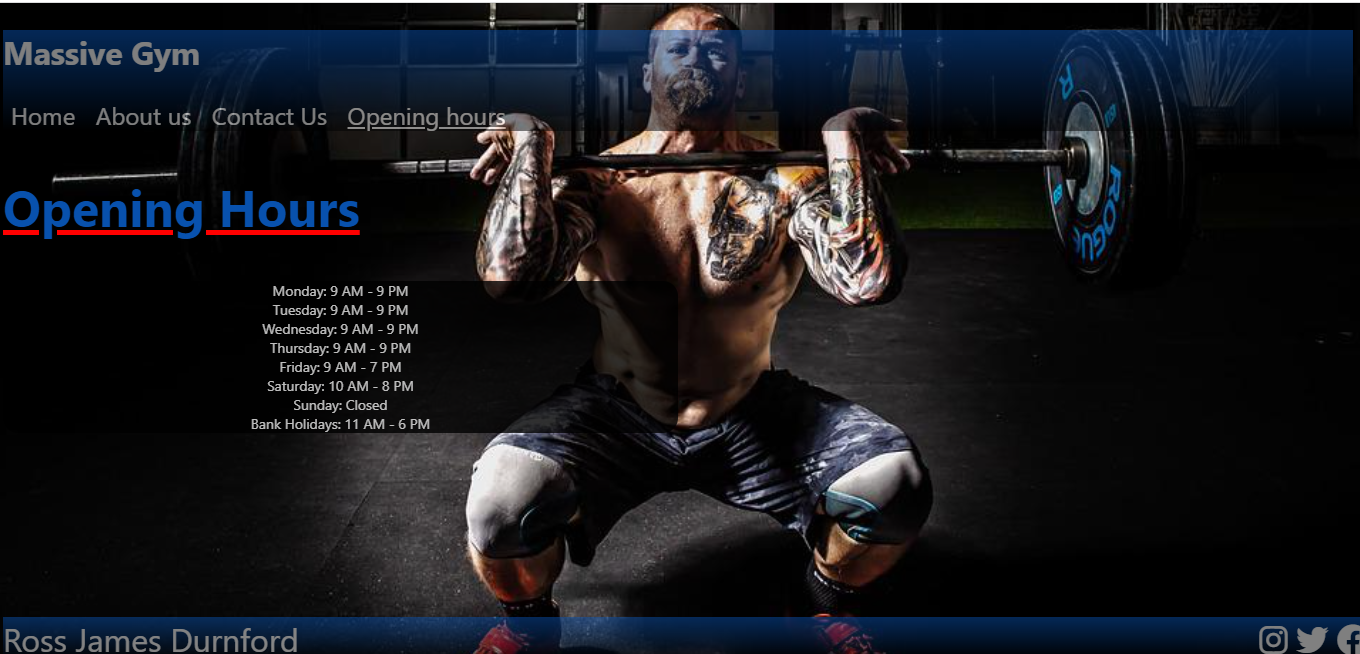 Massive Gym
Home About us Contact Us Opening hours
Opening Hours
Monday: 9 AM - 9 PM
Tuesday: 9 AM - 9 PM
Wednesday: 9 AM - 9 PM
Thursday: 9 AM - 9 PM
Friday: 9 AM - 7 PM
Saturday: 10 AM - 8 PM
Sunday: Closed
Bank Holidays: 11 AM - 6 PM
Ross James Durnford
R
ROGUE